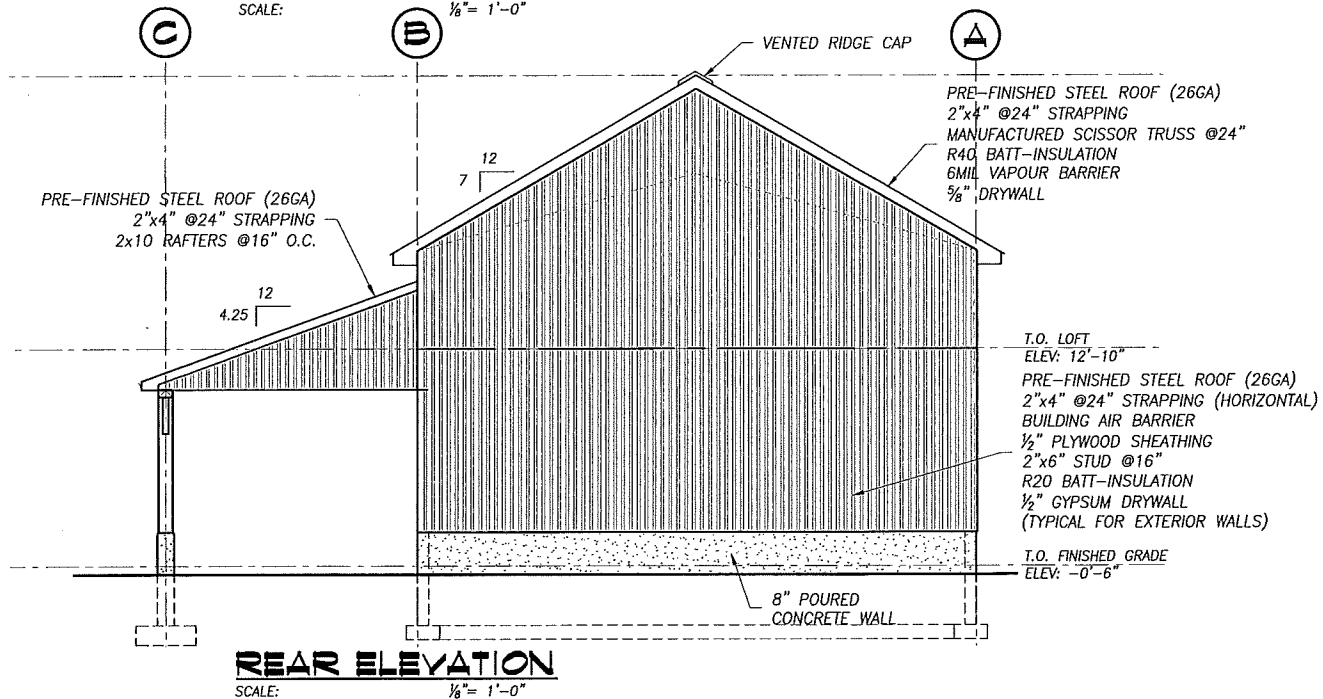 SCALE: ⅛"= 1'-0"
C B A
VENTED RIDGE CAP
PRE-FINISHED STEEL ROOF (26GA)
2"x4" @24" STRAPPING
MANUFACTURED SCISSOR TRUSS @24"
R40 BATT-INSULATION
6MIL VAPOUR BARRIER
⅝" DRYWALL
12
7
PRE-FINISHED STEEL ROOF (26GA)
2"x4" @24" STRAPPING
2x10 RAFTERS @16" O.C.
12
4.25
T.O. LOFT
ELEV: 12'-10"
PRE-FINISHED STEEL ROOF (26GA)
2"x4" @24" STRAPPING (HORIZONTAL)
BUILDING AIR BARRIER
½" PLYWOOD SHEATHING
2"x6" STUD @16"
R20 BATT-INSULATION
½" GYPSUM DRYWALL
(TYPICAL FOR EXTERIOR WALLS)
T.O. FINISHED GRADE
ELEV: -0'-6"
8" POURED
CONCRETE WALL
REAR ELEVATION
SCALE: ⅛"= 1'-0"